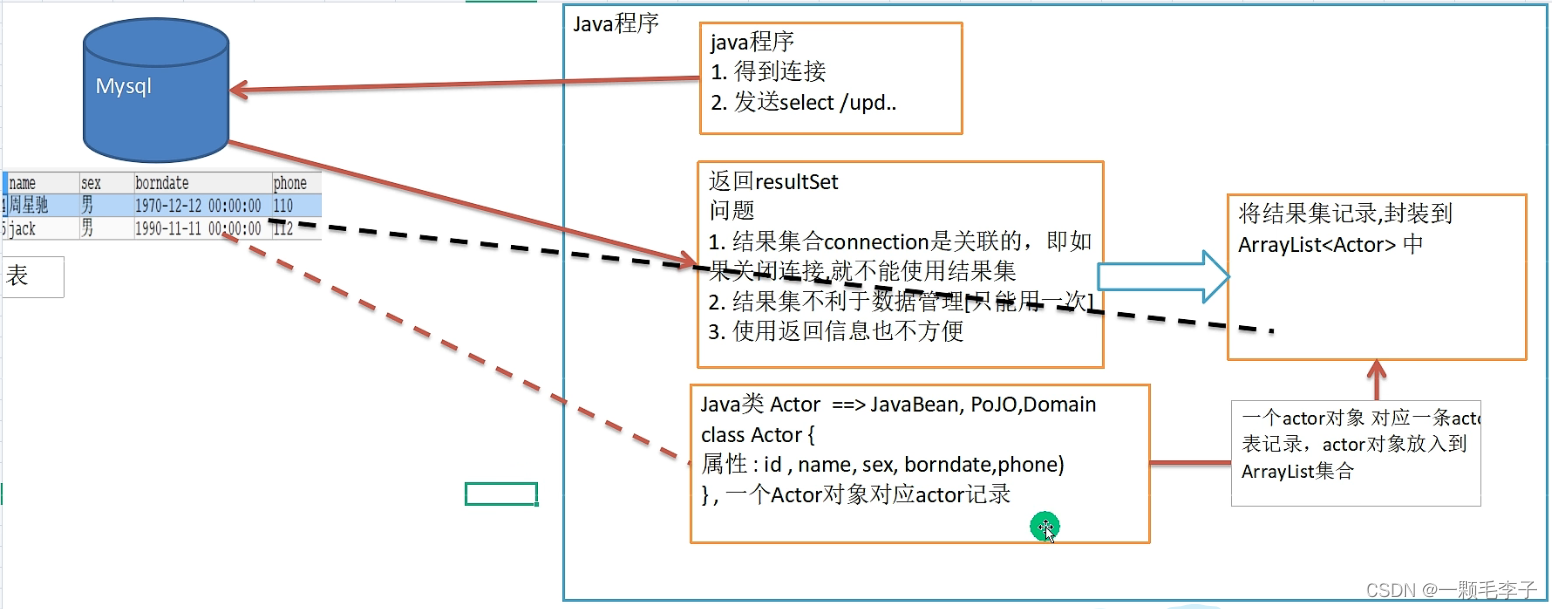 Java程序
java程序
1. 得到连接
2. 发送select /upd..
Mysql
name sex borndate phone
周星驰 男 1970-12-12 00:00:00 110
jack 男 1990-11-11 00:00:00 112
表
返回resultSet
问题
1. 结果集合connection是关联的，即如
果关闭连接,就不能使用结果集
2. 结果集不利于数据管理[只能用一次]
3. 使用返回信息也不方便
将结果集记录,封装到
ArrayList<Actor> 中
Java类 Actor ==> JavaBean, PoJO,Domain
class Actor {
属性 : id , name, sex, borndate,phone)
} , 一个Actor对象对应actor记录
一个actor对象 对应一条acto
表记录，actor对象放入到
ArrayList集合
CSDN @一颗毛李子